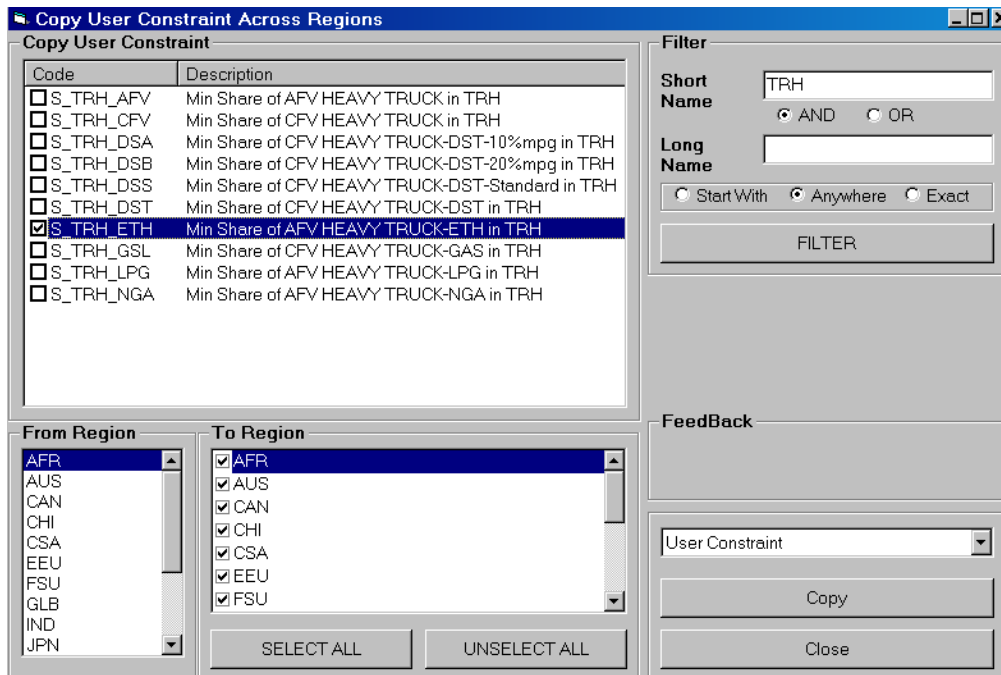 Copy User Constraint Across Regions
Copy User Constraint
Code Description
S_TRH_AFV Min Share of AFV HEAVY TRUCK in TRH
S_TRH_CFV Min Share of CFV HEAVY TRUCK in TRH
S_TRH_DSA Min Share of CFV HEAVY TRUCK-DST-10%mpg in TRH
S_TRH_DSB Min Share of CFV HEAVY TRUCK-DST-20%mpg in TRH
S_TRH_DSS Min Share of CFV HEAVY TRUCK-DST-Standard in TRH
S_TRH_DST Min Share of CFV HEAVY TRUCK-DST in TRH
S_TRH_ETH Min Share of AFV HEAVY TRUCK-ETH in TRH
S_TRH_GSL Min Share of CFV HEAVY TRUCK-GAS in TRH
S_TRH_LPG Min Share of AFV HEAVY TRUCK-LPG in TRH
S_TRH_NGA Min Share of AFV HEAVY TRUCK-NGA in TRH
Filter
Short Name TRH
AND OR
Long Name
Start With Anywhere Exact
FILTER
From Region
AFR
AUS
CAN
CHI
CSA
EEU
FSU
GLB
IND
JPN
To Region
AFR
AUS
CAN
CHI
CSA
EEU
FSU
SELECT ALL UNSELECT ALL
FeedBack
User Constraint
Copy
Close